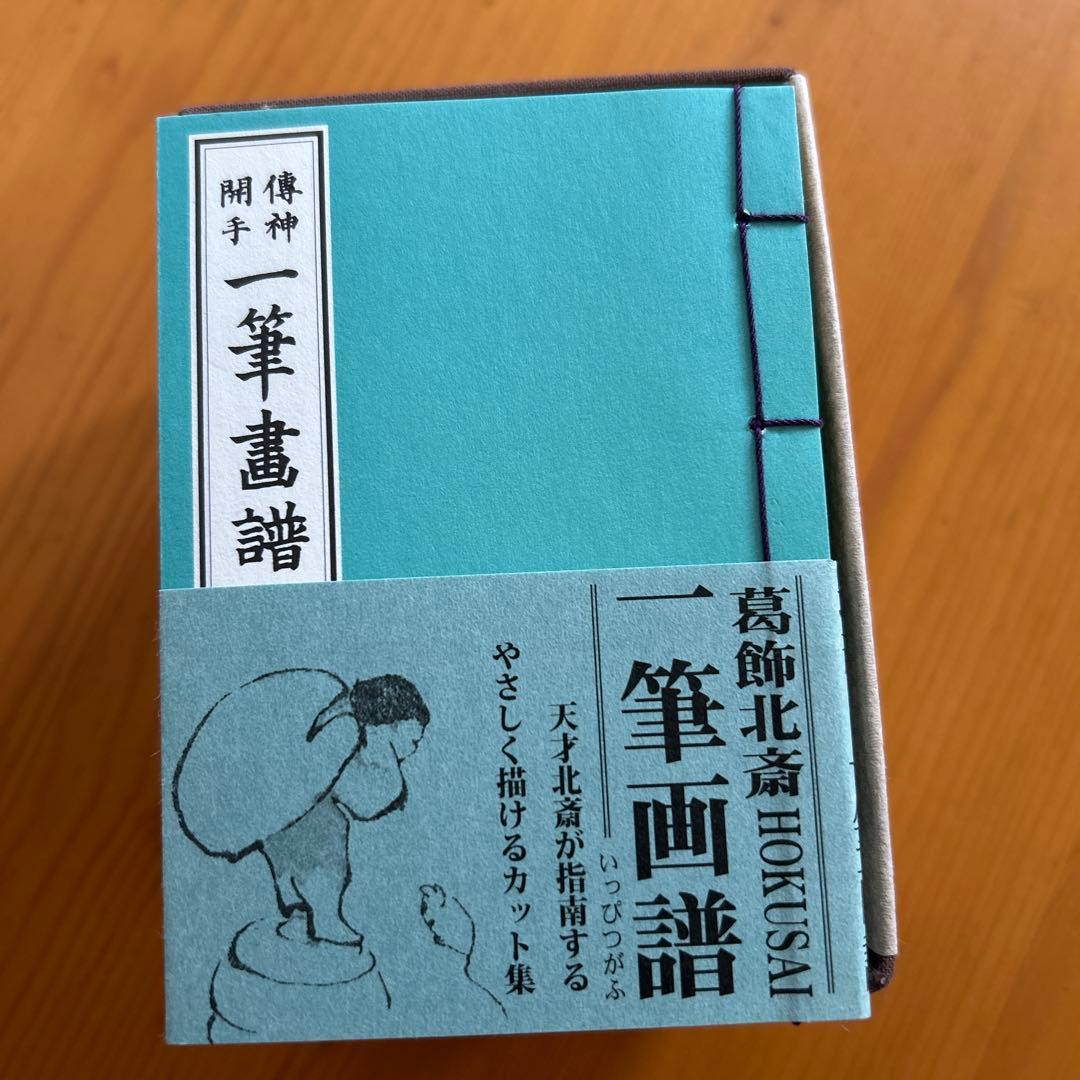 傳神
開手
一筆畫譜
葛飾北斎 HOKUSAI
一筆画譜
いっぴつがふ
天才北斎が指南する
やさしく描けるカット集